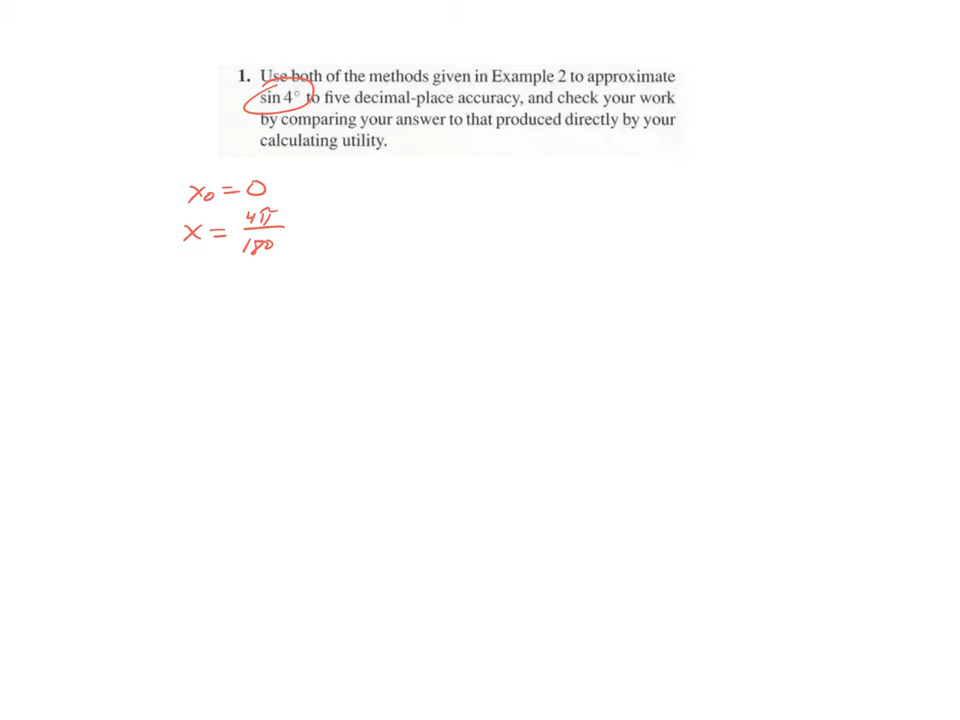 1. Use both of the methods given in Example 2 to approximate
sin 4° to five decimal-place accuracy, and check your work
by comparing your answer to that produced directly by your
calculating utility.
x₀ = 0
x = 4π/180